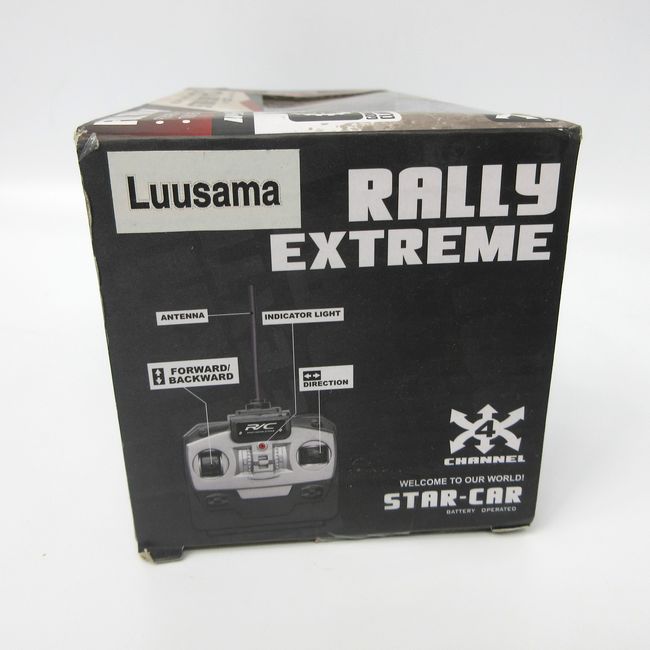 Luusama
RALLY
EXTREME
ANTENNA
INDICATOR LIGHT
FORWARD/
BACKWARD
DIRECTION
R/C
4
CHANNEL
WELCOME TO OUR WORLD!
STAR-CAR
BATTERY OPERATED